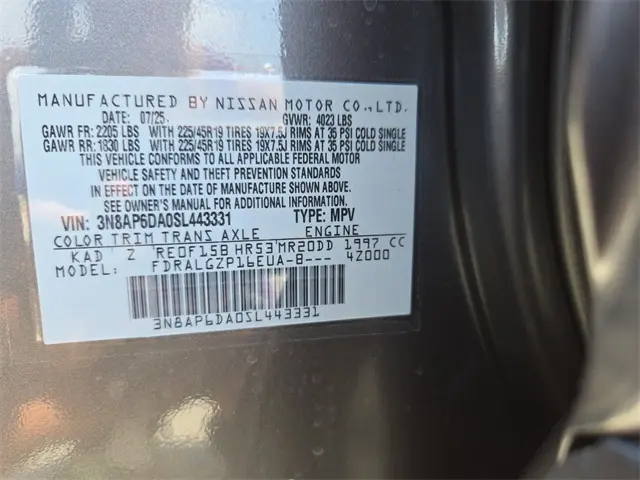 MANUFACTURED BY NISSAN MOTOR CO.,LTD.
DATE: 07/25. GVWR: 4023 LBS
GAWR FR: 2205 LBS WITH 225/45R19 TIRES 19X7.5J RIMS AT 35 PSI COLD SINGLE
GAWR RR: 1830 LBS WITH 225/45R19 TIRES 19X7.5J RIMS AT 35 PSI COLD SINGLE
THIS VEHICLE CONFORMS TO ALL APPLICABLE FEDERAL MOTOR
VEHICLE SAFETY AND THEFT PREVENTION STANDARDS
IN EFFECT ON THE DATE OF MANUFACTURE SHOWN ABOVE.
SEE OWNER'S MANUAL FOR ADDITIONAL INFORMATION.
VIN: 3N8AP6DA0SL443331 TYPE: MPV
COLOR TRIM TRANS AXLE ENGINE
KAD Z RE0F15B HR53 MR20DD 1997 CC
MODEL: FDRALGZP16EUA-B--- 4Z000
3N8AP6DA0SL443331